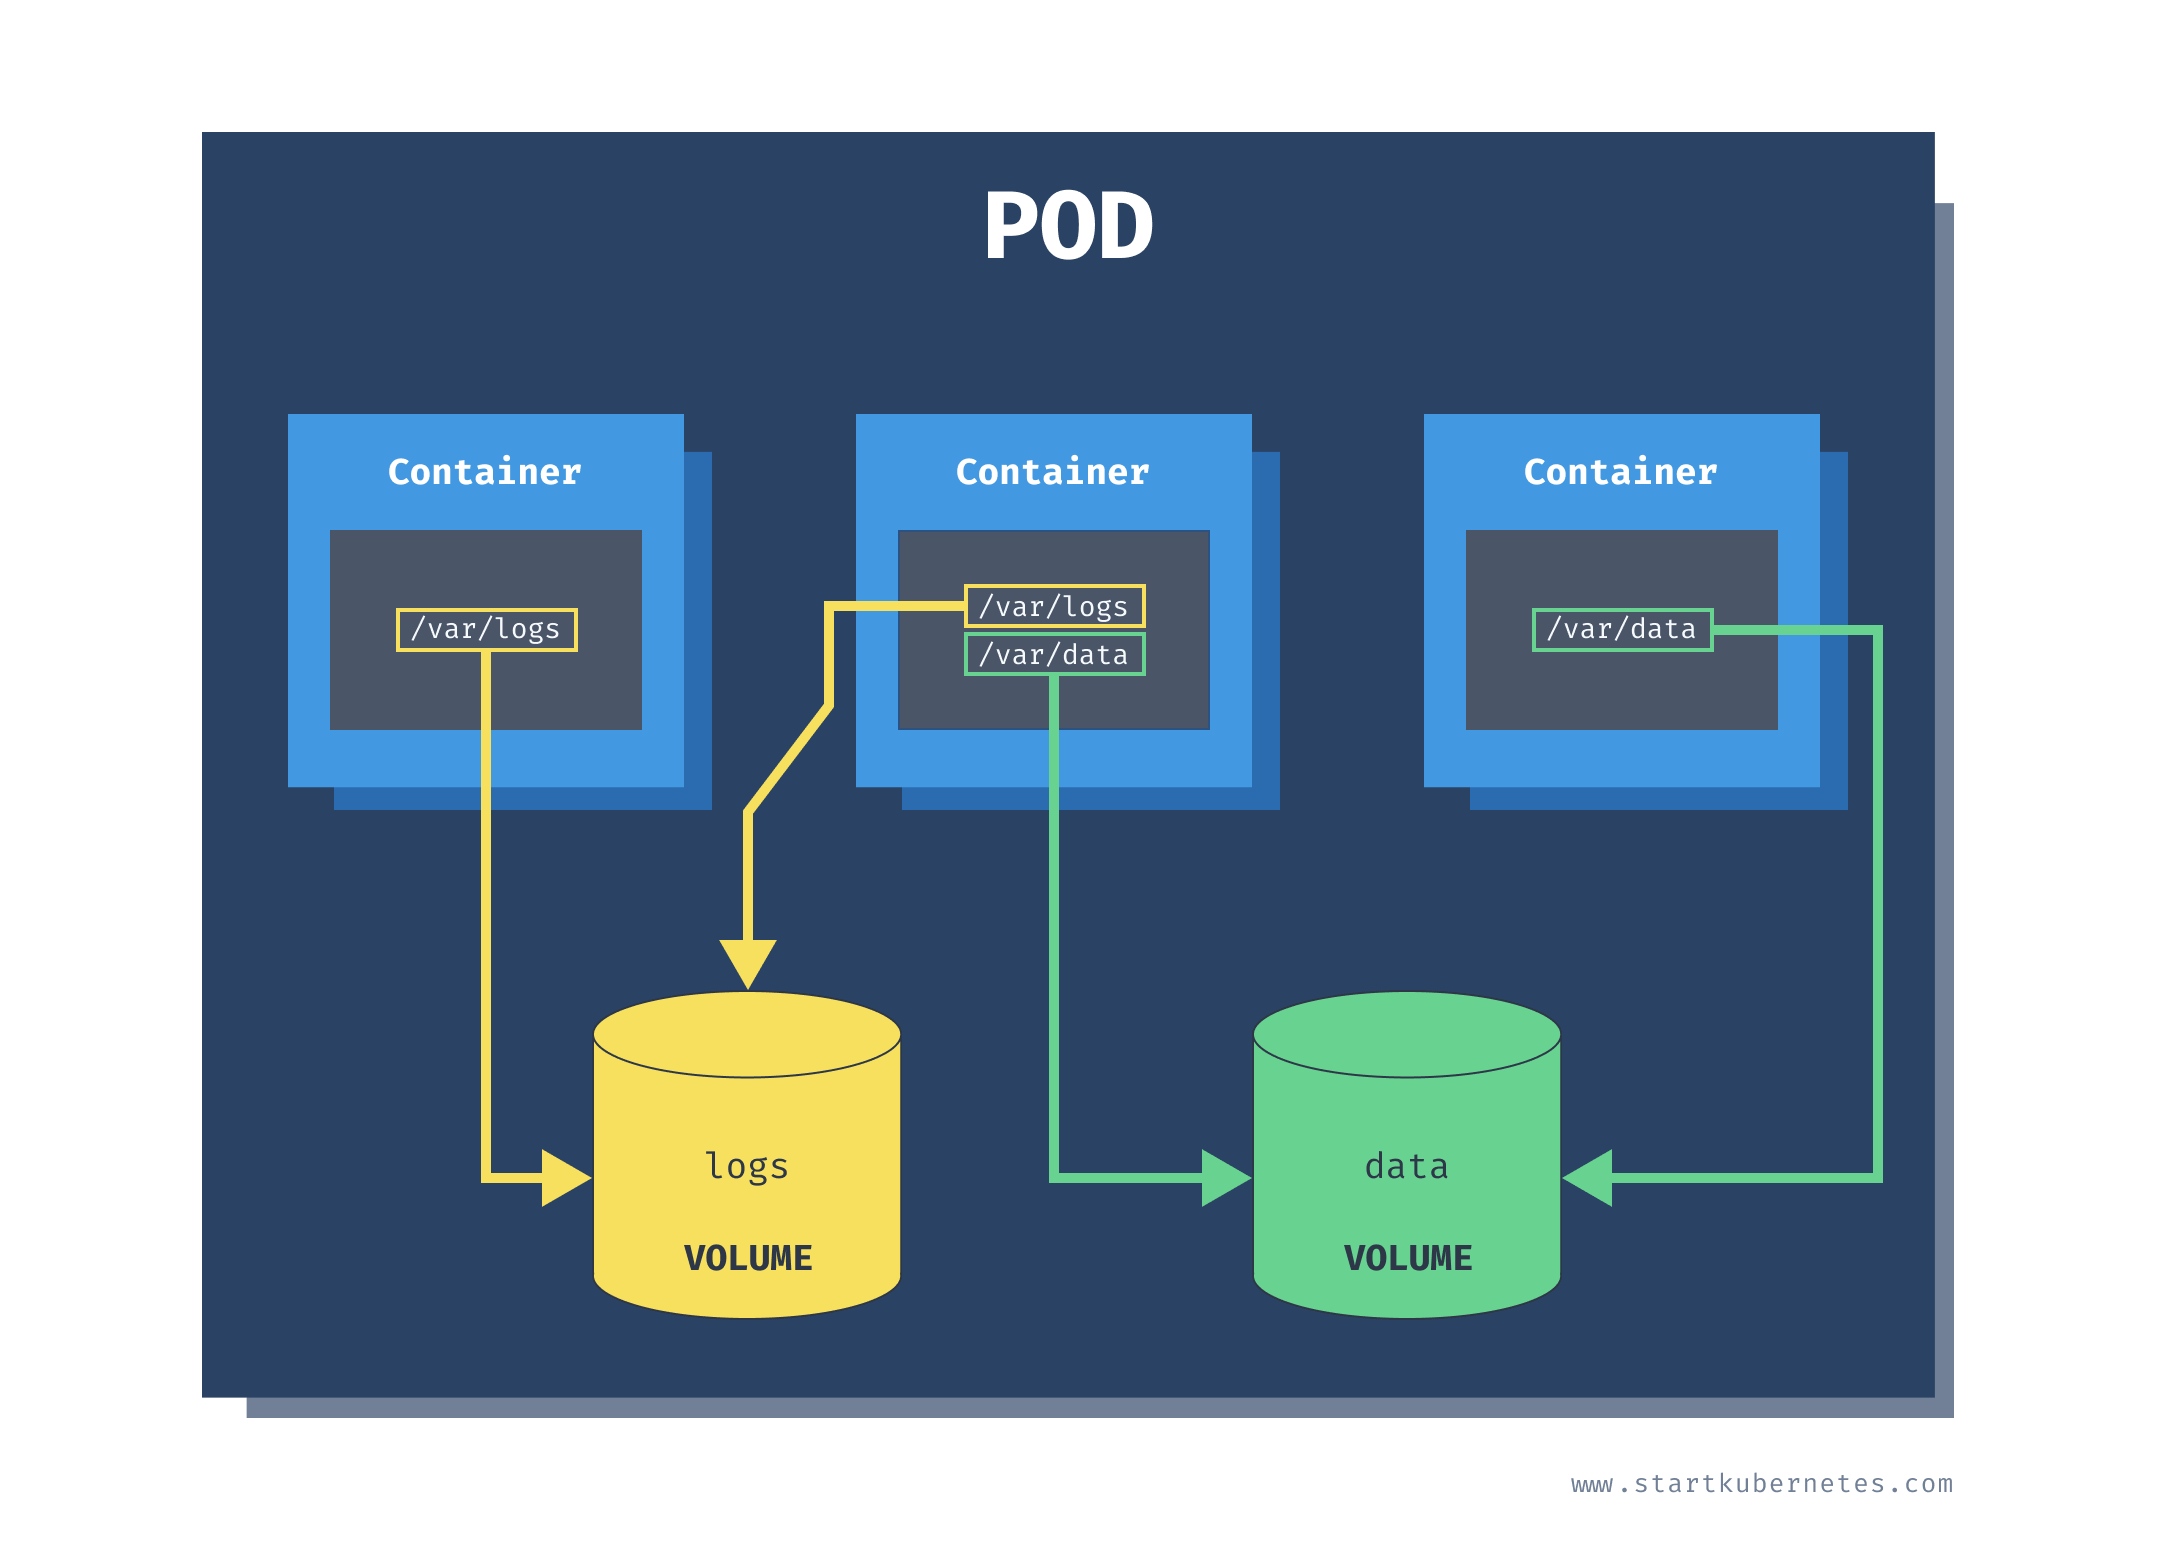 POD
Container
/var/logs
Container
/var/logs
/var/data
Container
/var/data
logs
VOLUME
data
VOLUME
www.startkubernetes.com